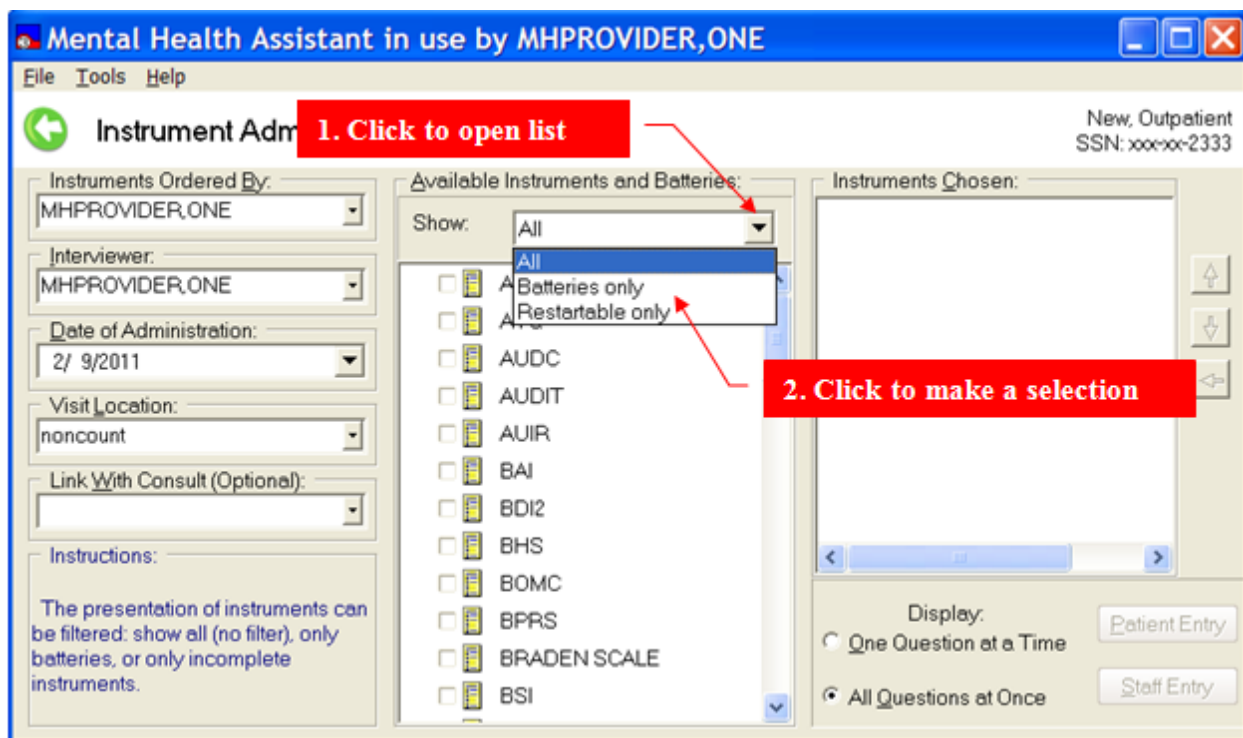 Mental Health Assistant in use by MHPROVIDER,ONE
File Tools Help
Instrument Adm
1. Click to open list
New, Outpatient
SSN: xxx-xx-2333
Instruments Ordered By:
MHPROVIDER,ONE
Interviewer:
MHPROVIDER,ONE
Date of Administration:
2/ 9/2011
Visit Location:
noncount
Link With Consult (Optional):
Instructions:
The presentation of instruments can
be filtered: show all (no filter), only
batteries, or only incomplete
instruments.
Available Instruments and Batteries:
Show: All
All
Batteries only
Restartable only
AUDC
AUDIT
AUIR
BAI
BDI2
BHS
BOMC
BPRS
BRADEN SCALE
BSI
Instruments Chosen:
2. Click to make a selection
Display:
One Question at a Time
All Questions at Once
Patient Entry
Staff Entry